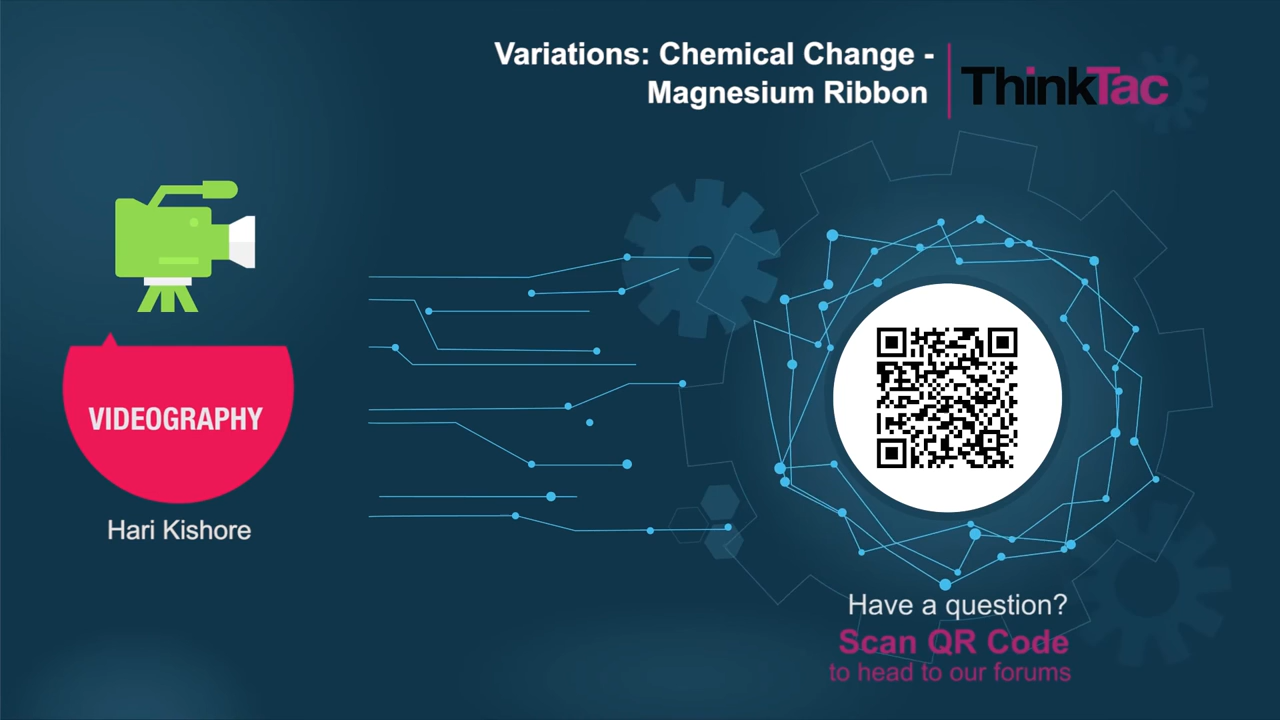 Variations: Chemical Change -
Magnesium Ribbon
ThinkTac
VIDEOGRAPHY
Hari Kishore
Have a question?
Scan QR Code
to head to our forums